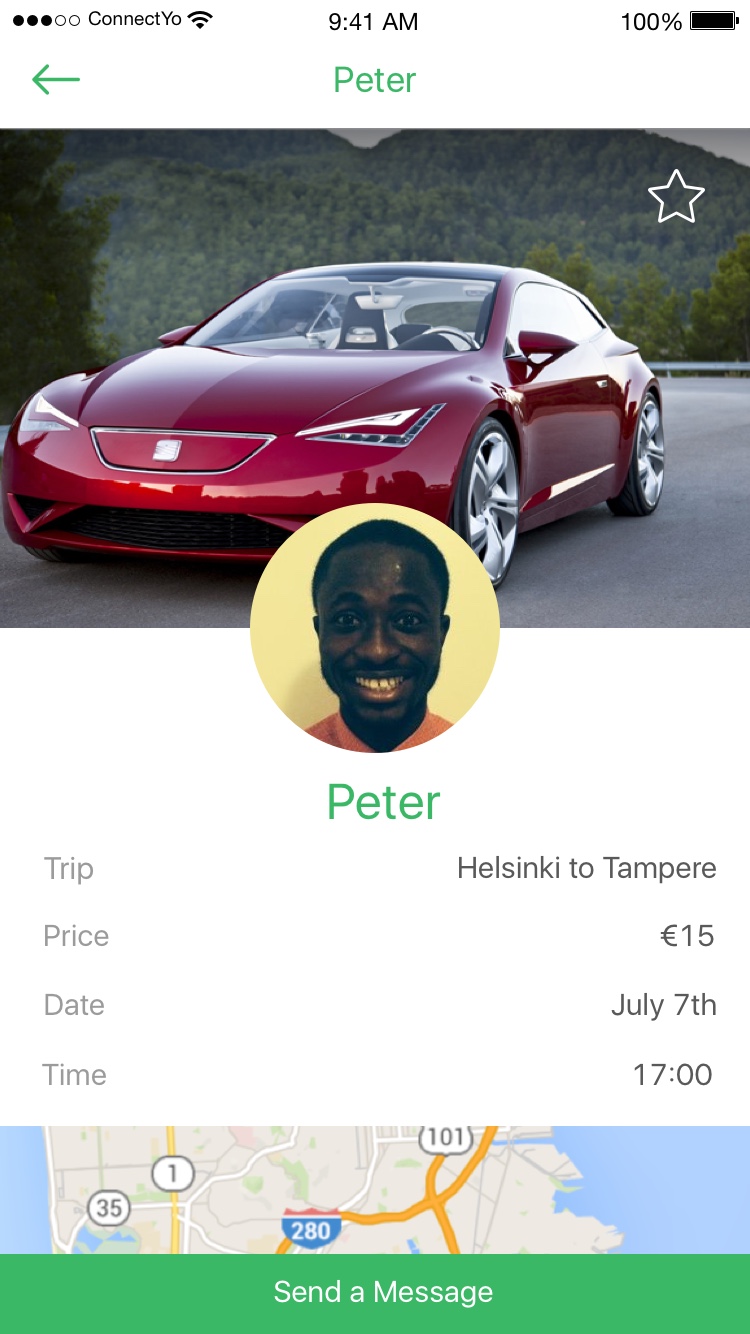 ConnectYo 9:41 AM 100%
Peter
Peter
Trip Helsinki to Tampere
Price €15
Date July 7th
Time 17:00
101
1
35
280
Send a Message